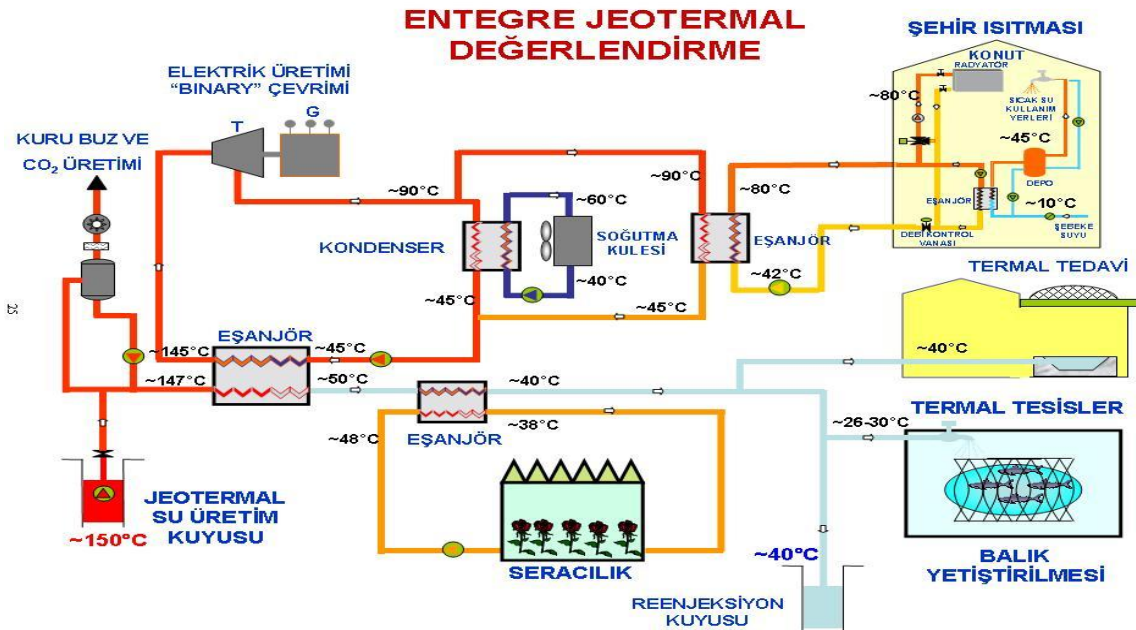 ENTEGRE JEOTERMAL
DEĞERLENDİRME
ŞEHİR ISITMASI
KONUT
RADYATÖR
~80°C
SICAK SU
KULLANIM
YERLERİ
~45°C
DEPO
EŞANJÖR
~10°C
DEBİ KONTROL
VANASI
ŞEBEKE
SUYU
ELEKTRİK ÜRETİMİ
“BINARY” ÇEVRİMİ
T
G
KURU BUZ VE
CO₂ ÜRETİMİ
~90°C
~90°C
~80°C
~60°C
KONDENSER
SOĞUTMA
KULESİ
EŞANJÖR
~40°C
~42°C
~45°C
~45°C
TERMAL TEDAVİ
~40°C
TERMAL TESİSLER
25
EŞANJÖR
~145°C
~45°C
~147°C
~50°C
~40°C
~48°C
~38°C
EŞANJÖR
~26-30°C
JEOTERMAL
SU ÜRETİM
KUYUSU
~150°C
SERACILIK
~40°C
REENJEKSİYON
KUYUSU
BALIK
YETİŞTİRİLMESİ